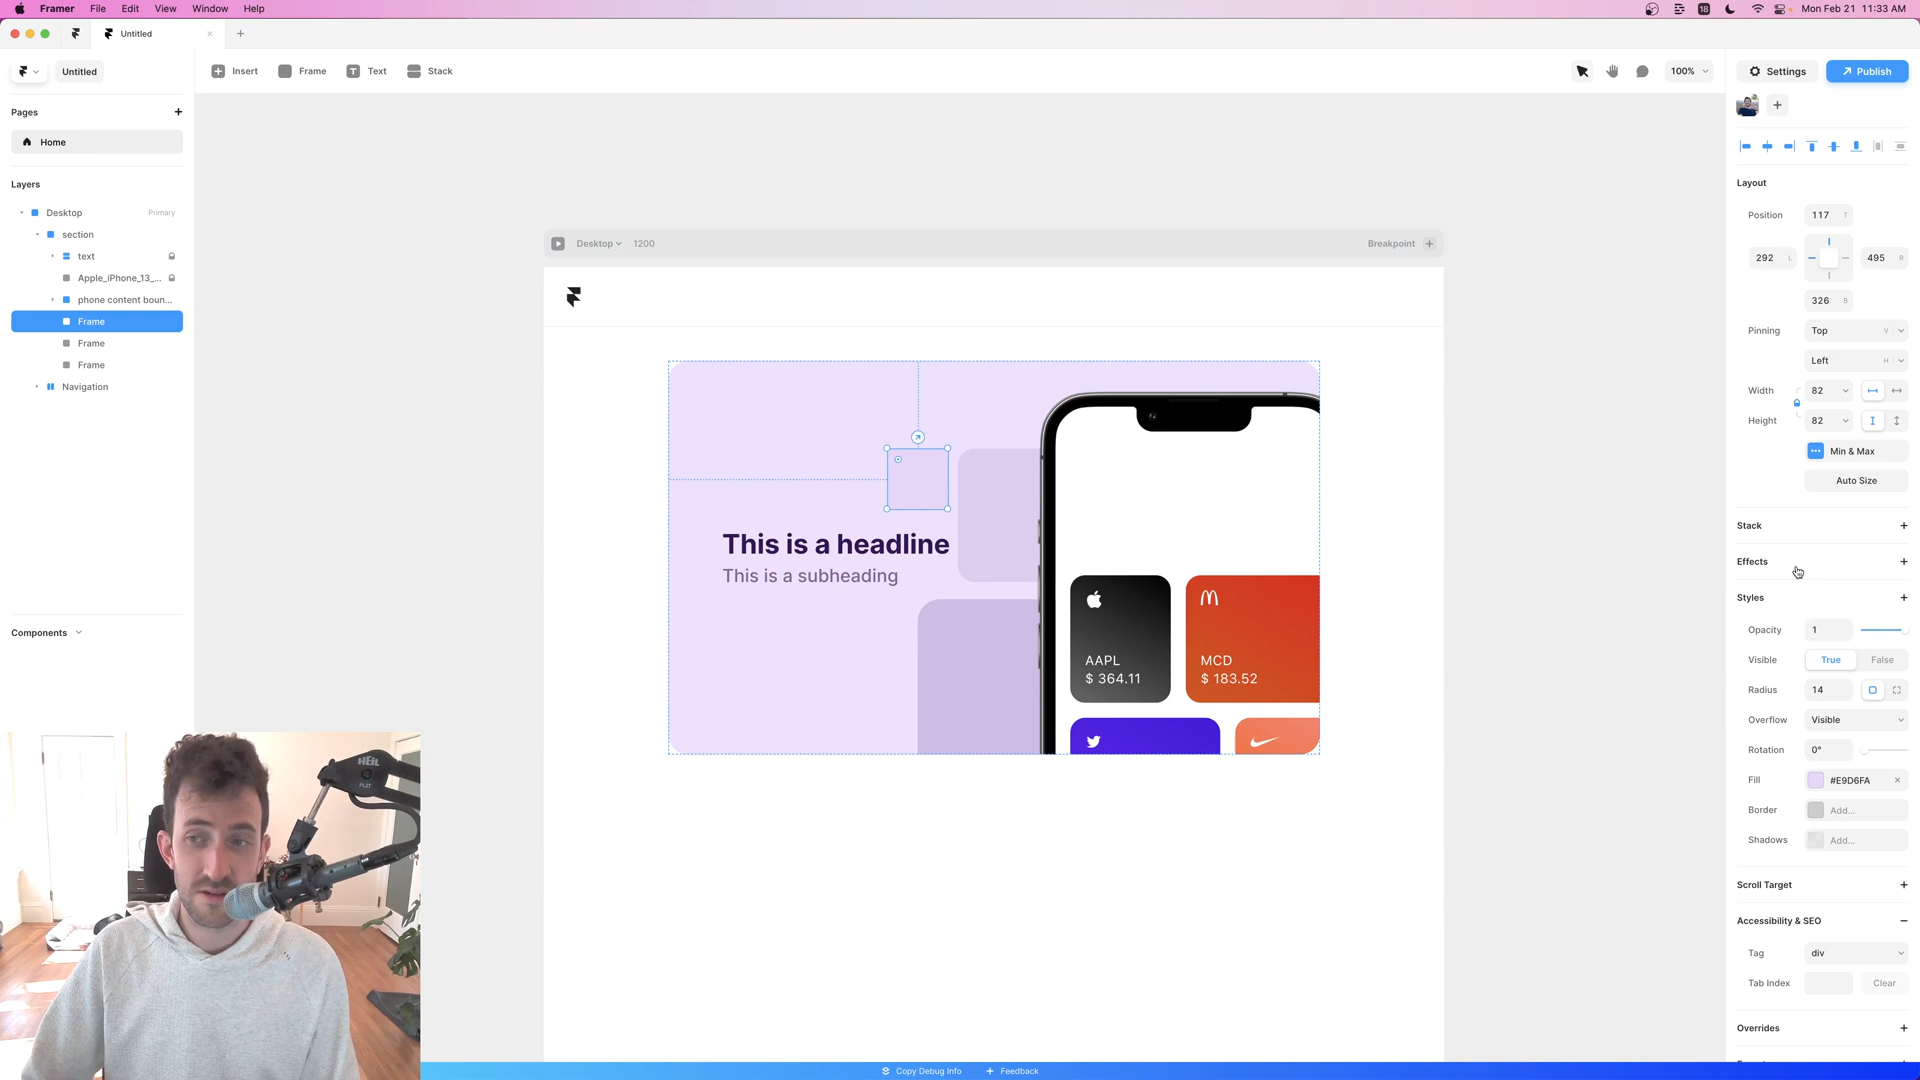 Framer File Edit View Window Help
18 Mon Feb 21 11:33 AM
Untitled
Untitled
Insert Frame Text Stack
100%
Settings Publish
Pages
Home
Layers
Desktop Primary
section
text
Apple_iPhone_13_...
phone content boun...
Frame
Frame
Frame
Navigation
Components
Desktop 1200
Breakpoint
This is a headline
This is a subheading
AAPL
$ 364.11
MCD
$ 183.52
Layout
Position 117 T
292 L
495 R
326 B
Pinning Top V
Left H
Width 82
Height 82
Min & Max
Auto Size
Stack
Effects
Styles
Opacity 1
Visible True False
Radius 14
Overflow Visible
Rotation 0°
Fill #E9D6FA
Border Add...
Shadows Add...
Scroll Target
Accessibility & SEO
Tag div
Tab Index Clear
Overrides
HEiL
Copy Debug Info Feedback